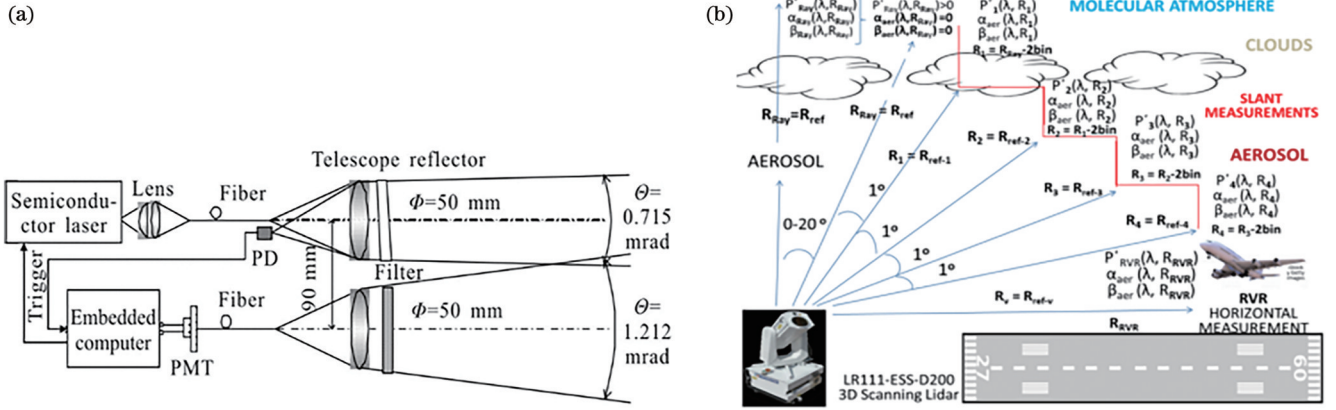 (a)
Telescope reflector
Lens
Fiber
Semicondu-
ctor laser
Φ=50 mm
Θ=
0.715
mrad
PD
Trigger
90 mm
Filter
Fiber
Embedded
computer
PMT
Φ=50 mm
Θ=
1.212
mrad
(b)
P'Ray(λ,RRay)
αRay(λ,RRay)
βRay(λ,RRay)
P'Ray(λ,RRay)>0
αaer(λ,RRay)=0
βaer(λ,RRay)=0
P'1(λ,R1)
αaer (λ,R1)
βaer (λ,R1)
R1 = RRay-2bin
MOLECULAR ATMOSPHERE
CLOUDS
P'2(λ, R2)
αaer (λ, R2)
βaer (λ, R2)
R2 = R1-2bin
SLANT
MEASUREMENTS
RRay=Rref
RRay = Rref
R1 = Rref-1
R2 = Rref-2
P'3(λ, R3)
αaer (λ, R3)
βaer (λ, R3)
R3 = R2-2bin
AEROSOL
AEROSOL
R3 = Rref-3
P'4(λ, R4)
αaer (λ, R4)
βaer(λ, R4)
R4 = R3-2bin
R4 = Rref-4
0-20°
1°
1°
1°
1°
P'RVR(λ, RRVR)
αaer (λ, RRVR)
βaer (λ, RRVR)
Rv = Rref-v
RVR
HORIZONTAL
MEASUREMENT
RRVR
LR111-ESS-D200
3D Scanning Lidar
27
60